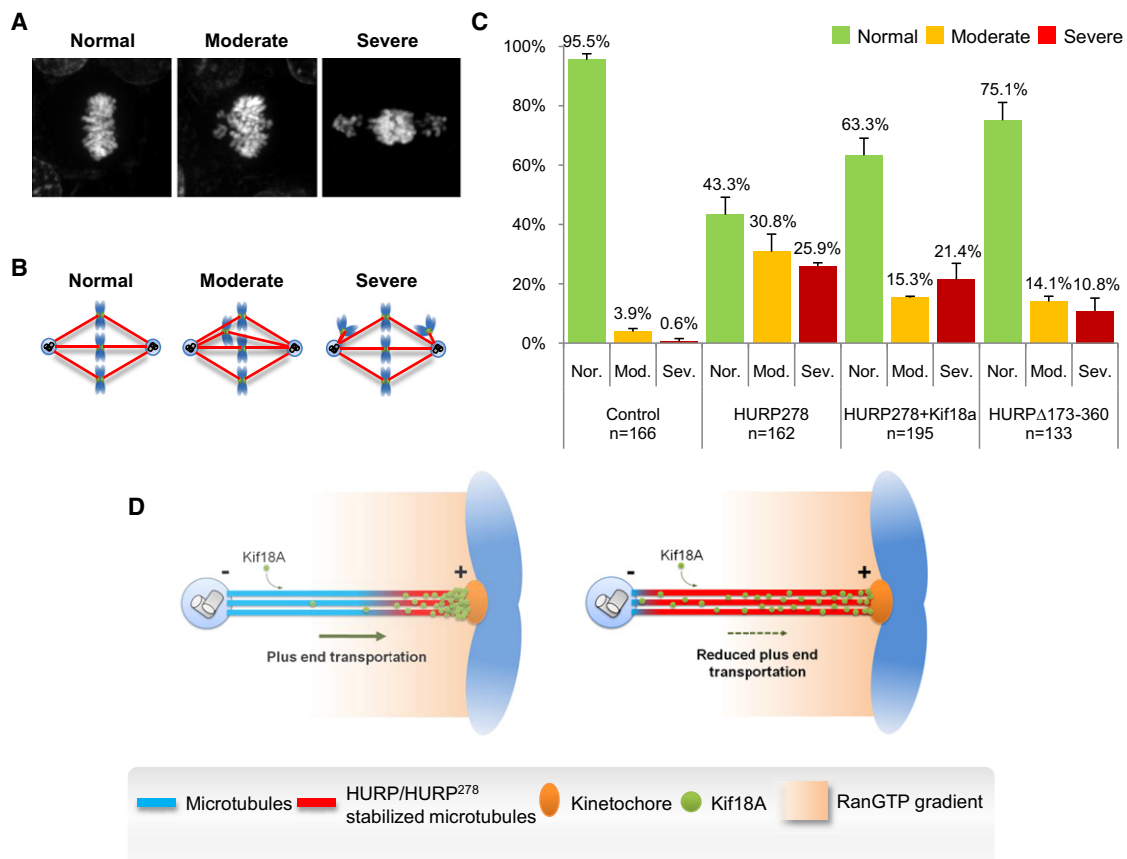 A
Normal Moderate Severe
B
Normal Moderate Severe
C
Normal Moderate Severe
100%
80%
60%
40%
20%
0%
95.5%
3.9%
0.6%
43.3%
30.8%
25.9%
63.3%
15.3%
21.4%
75.1%
14.1%
10.8%
Nor. Mod. Sev. Nor. Mod. Sev. Nor. Mod. Sev. Nor. Mod. Sev.
Control HURP278 HURP278+Kif18a HURPΔ173-360
n=166 n=162 n=195 n=133
D
Kif18A
- +
Plus end transportation
Kif18A
- +
Reduced plus end
transportation
Microtubules
HURP/HURP²⁷⁸
stabilized microtubules
Kinetochore
Kif18A
RanGTP gradient